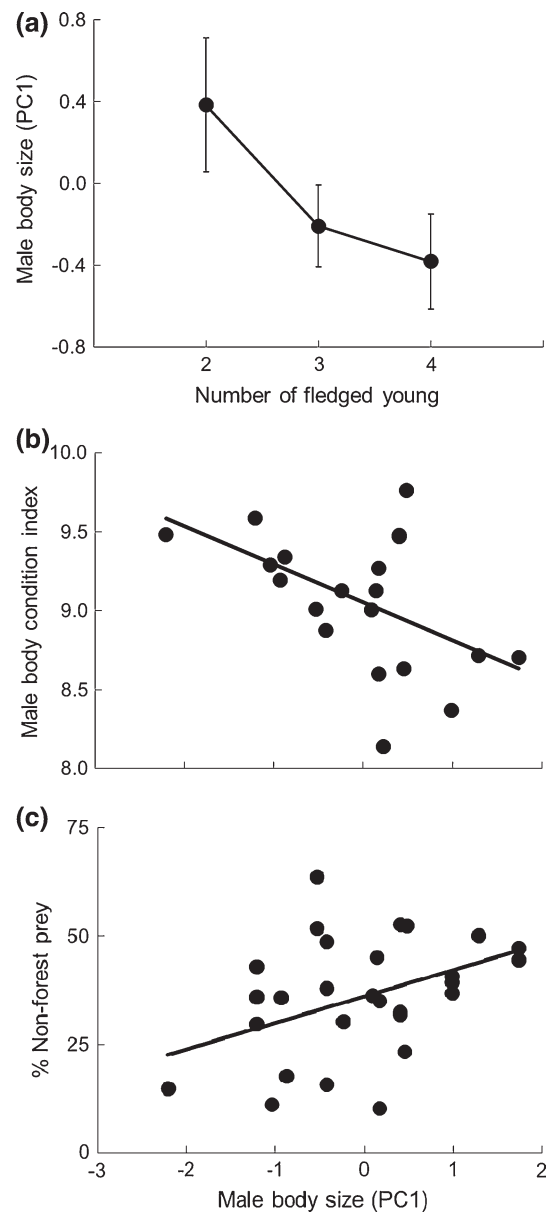 (a)
Male body size (PC1)
0.8
0.4
0.0
-0.4
-0.8
2 3 4
Number of fledged young
(b)
Male body condition index
10.0
9.5
9.0
8.5
8.0
(c)
% Non-forest prey
75
50
25
0
-3 -2 -1 0 1 2
Male body size (PC1)